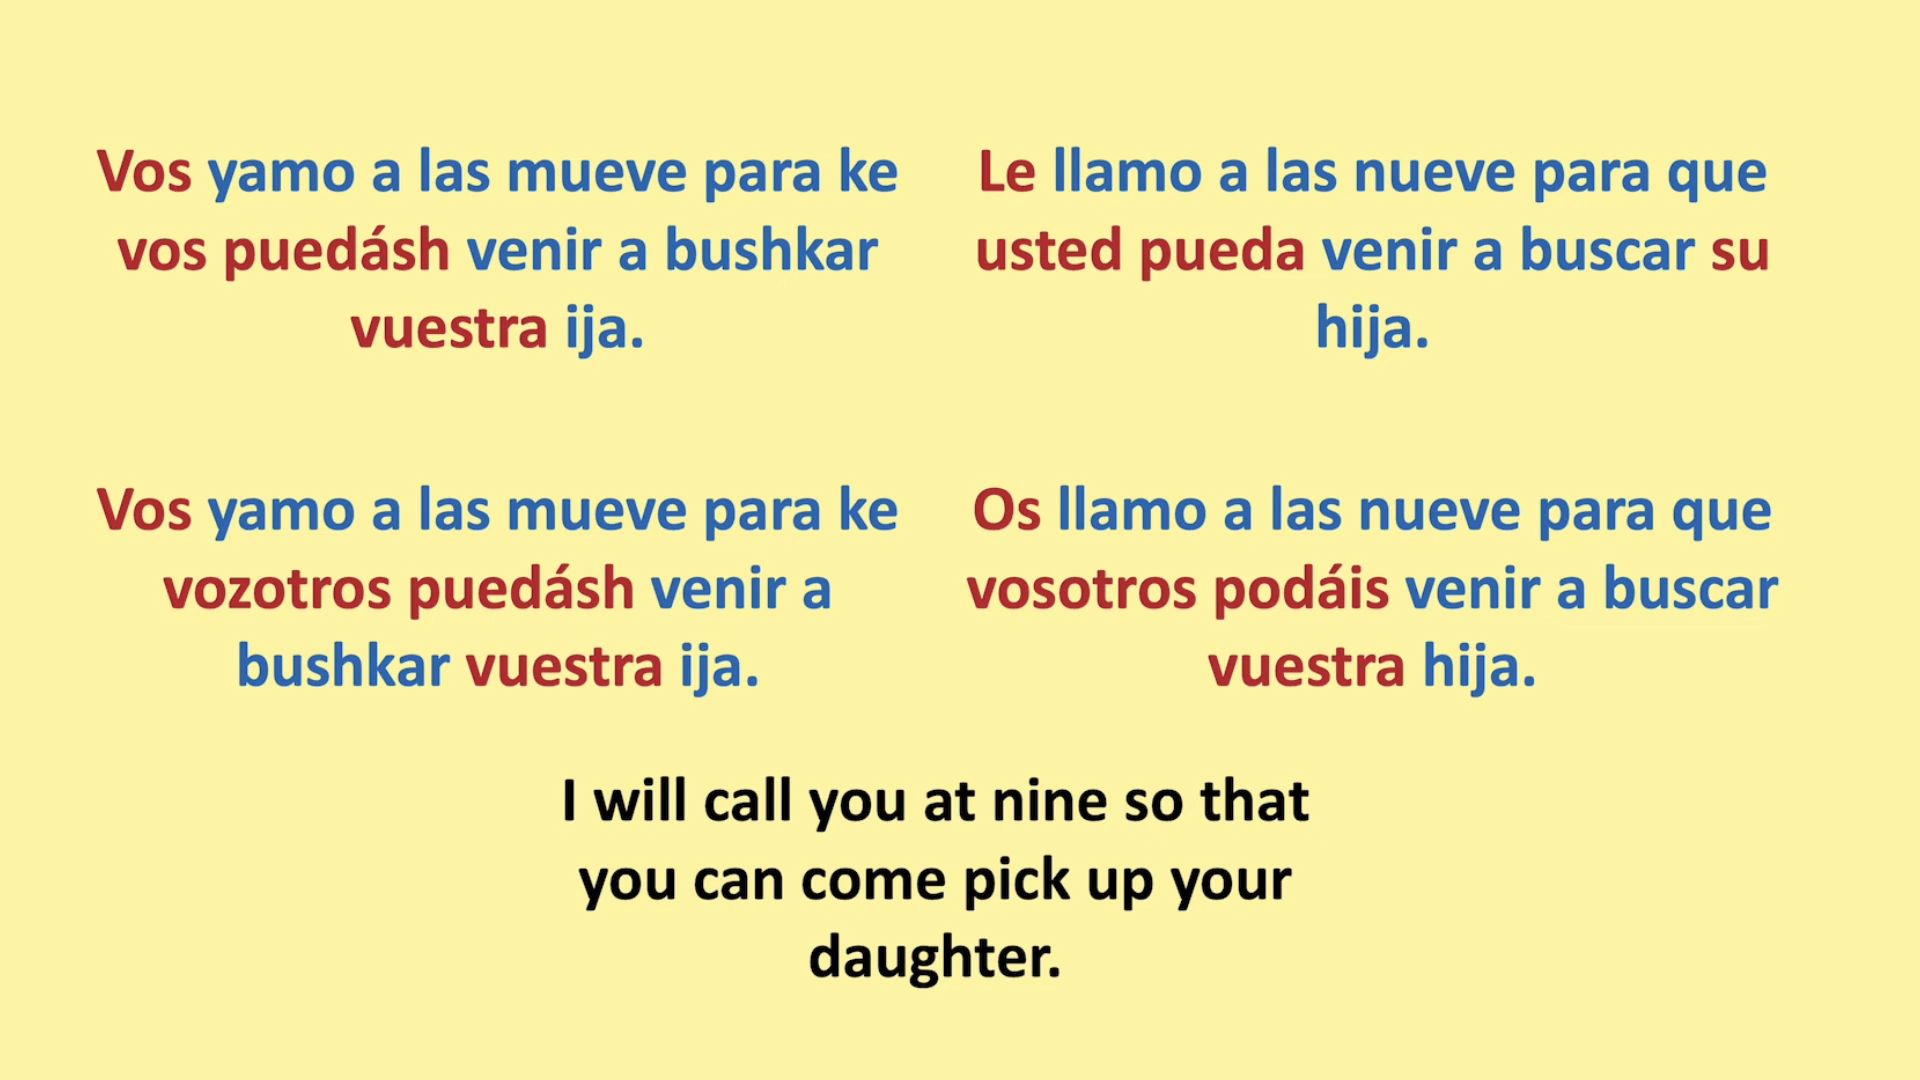 Vos yamo a las mueve para ke
vos puedásh venir a bushkar
vuestra ija.
Le llamo a las nueve para que
usted pueda venir a buscar su
hija.
Vos yamo a las mueve para ke
vozotros puedásh venir a
bushkar vuestra ija.
Os llamo a las nueve para que
vosotros podáis venir a buscar
vuestra hija.
I will call you at nine so that
you can come pick up your
daughter.